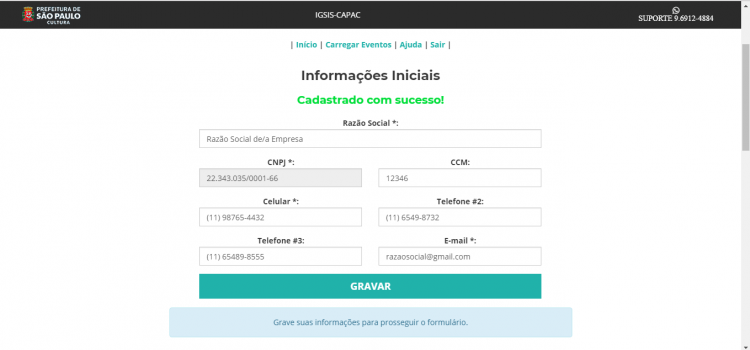 PREFEITURA DE
SÃO PAULO
CULTURA
IGSIS-CAPAC
SUPORTE 9.6912-4884
| Início | Carregar Eventos | Ajuda | Sair |
Informações Iniciais
Cadastrado com sucesso!
Razão Social *:
Razão Social de/a Empresa
CNPJ *: CCM:
22.343.035/0001-66 12346
Celular *: Telefone #2:
(11) 98765-4432 (11) 6549-8732
Telefone #3: E-mail *:
(11) 65489-8555 razaosocial@gmail.com
GRAVAR
Grave suas informações para prosseguir o formulário.